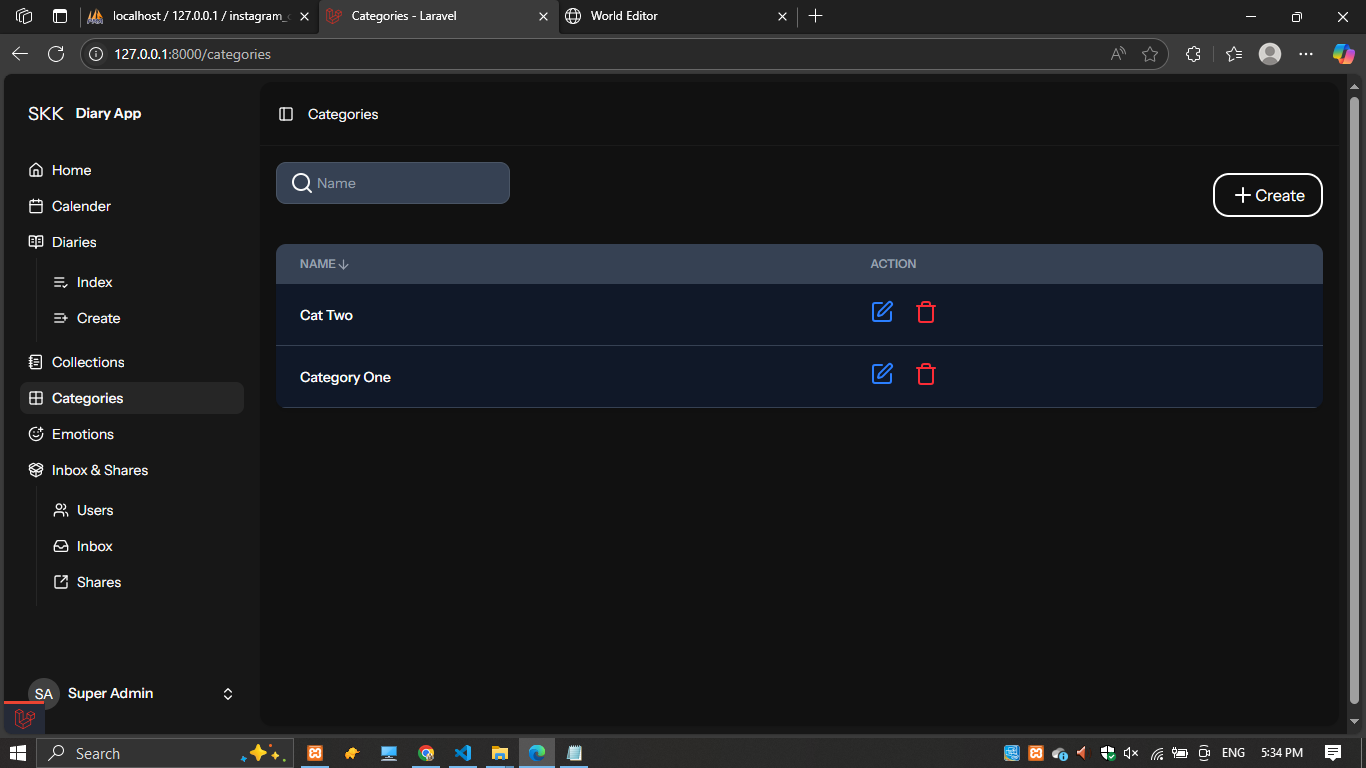 localhost / 127.0.0.1 / instagram_
Categories - Laravel
World Editor
127.0.0.1:8000/categories
SKK Diary App
Categories
Home
Calender
Diaries
Index
Create
Collections
Categories
Emotions
Inbox & Shares
Users
Inbox
Shares
SA Super Admin
Name
Create
NAME ACTION
Cat Two
Category One
Search
ENG 5:34 PM